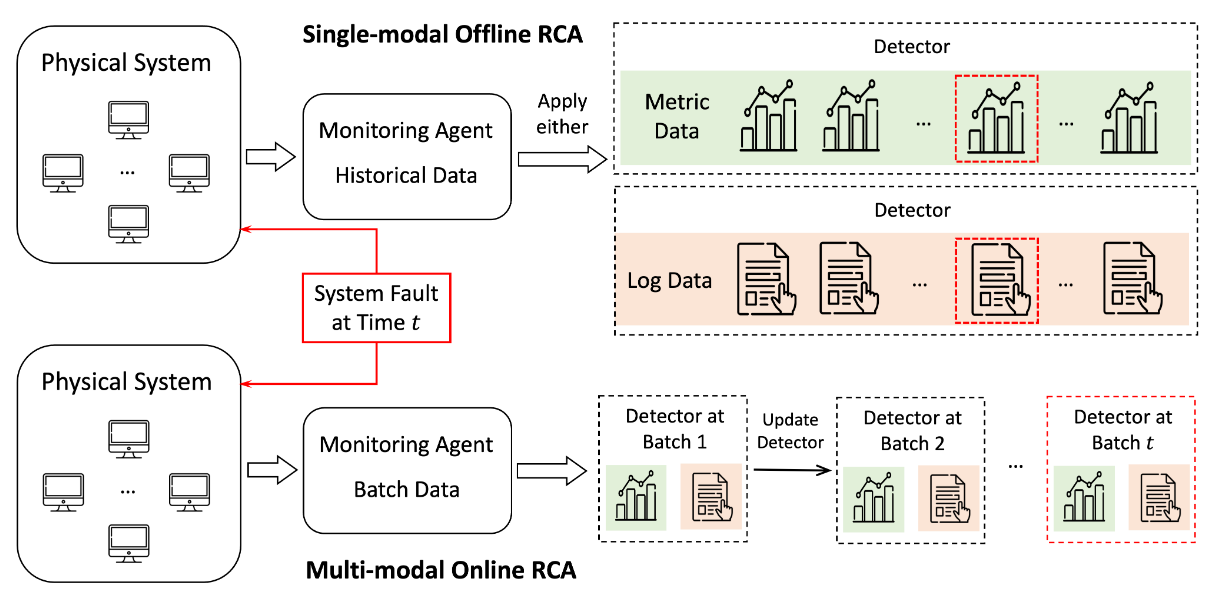 Single-modal Offline RCA
Physical System
...
Monitoring Agent
Historical Data
Apply
either
Detector
Metric
Data
...
...
Detector
Log Data
...
...
System Fault
at Time t
Physical System
...
Monitoring Agent
Batch Data
Detector at
Batch 1
Update
Detector
Detector at
Batch 2
...
Detector at
Batch t
Multi-modal Online RCA